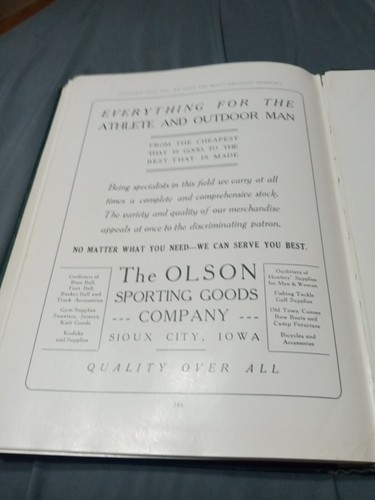 EVERYTHING FOR THE
ATHLETE AND OUTDOOR MAN
FROM THE CHEAPEST
THAT IS GOOD TO THE
BEST THAT IS MADE
Being specialists in this field we carry at all
times a complete and comprehensive stock.
The variety and quality of our merchandise
appeals at once to the discriminating patron.
NO MATTER WHAT YOU NEED—WE CAN SERVE YOU BEST.
Outfitters of
Base Ball,
Foot Ball,
Basket Ball and
Track Accessories
Gym Supplies
Sweaters, Jerseys
Knit Goods
Kodaks
and Supplies
The OLSON
SPORTING GOODS
--- COMPANY ---
SIOUX CITY, IOWA
Outfitters of
Hunters' Supplies
for Men & Women
Fishing Tackle
Golf Supplies
Old Town Canoes
Row Boats and
Camp Furniture
Bicycles and
Accessories
QUALITY OVER ALL